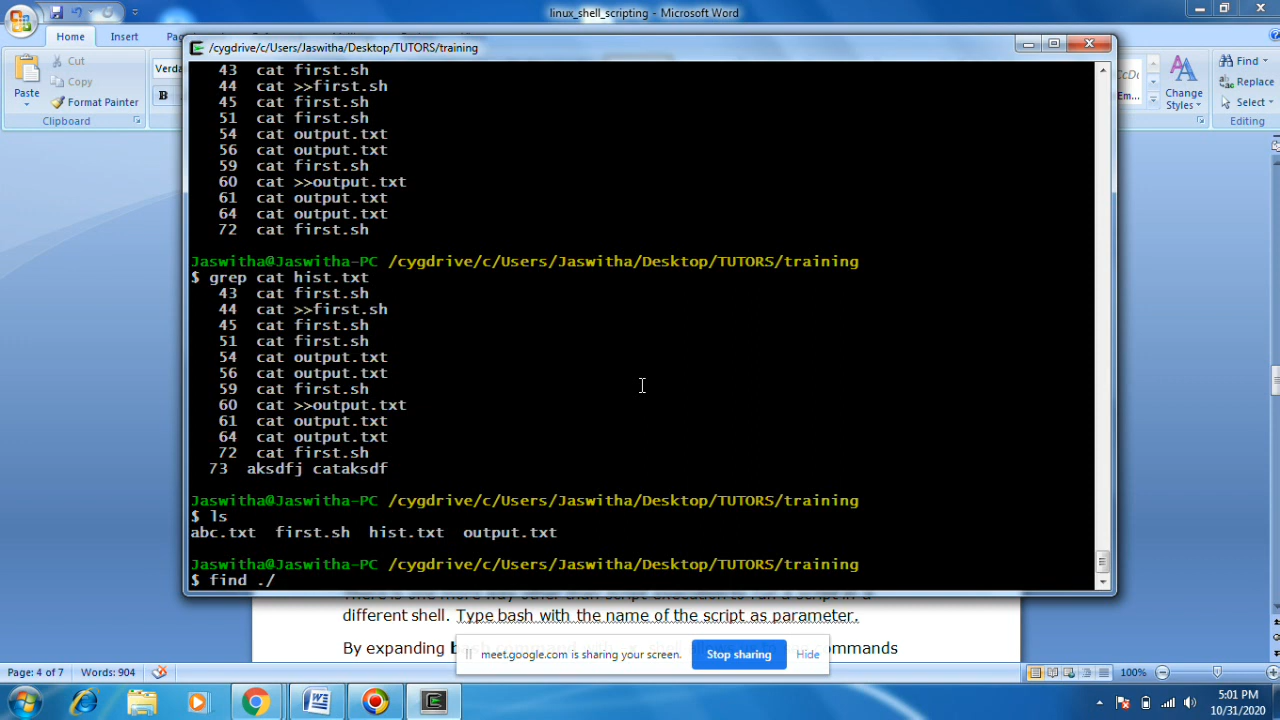 linux_shell_scripting - Microsoft Word
Home Insert
Paste
Cut
Copy
Format Painter
Clipboard
Verda
B
Em...
Change Styles
Find
Replace
Select
Editing
/cygdrive/c/Users/Jaswitha/Desktop/TUTORS/training
43 cat first.sh
44 cat >>first.sh
45 cat first.sh
51 cat first.sh
54 cat output.txt
56 cat output.txt
59 cat first.sh
60 cat >>output.txt
61 cat output.txt
64 cat output.txt
72 cat first.sh
Jaswitha@Jaswitha-PC /cygdrive/c/Users/Jaswitha/Desktop/TUTORS/training
$ grep cat hist.txt
43 cat first.sh
44 cat >>first.sh
45 cat first.sh
51 cat first.sh
54 cat output.txt
56 cat output.txt
59 cat first.sh
60 cat >>output.txt
61 cat output.txt
64 cat output.txt
72 cat first.sh
73 aksdfj cataksdf
Jaswitha@Jaswitha-PC /cygdrive/c/Users/Jaswitha/Desktop/TUTORS/training
$ ls
abc.txt first.sh hist.txt output.txt
Jaswitha@Jaswitha-PC /cygdrive/c/Users/Jaswitha/Desktop/TUTORS/training
$ find ./
different shell. Type bash with the name of the script as parameter.
By expanding
meet.google.com is sharing your screen. Stop sharing Hide
Page: 4 of 7 Words: 904
100%
5:01 PM
10/31/2020